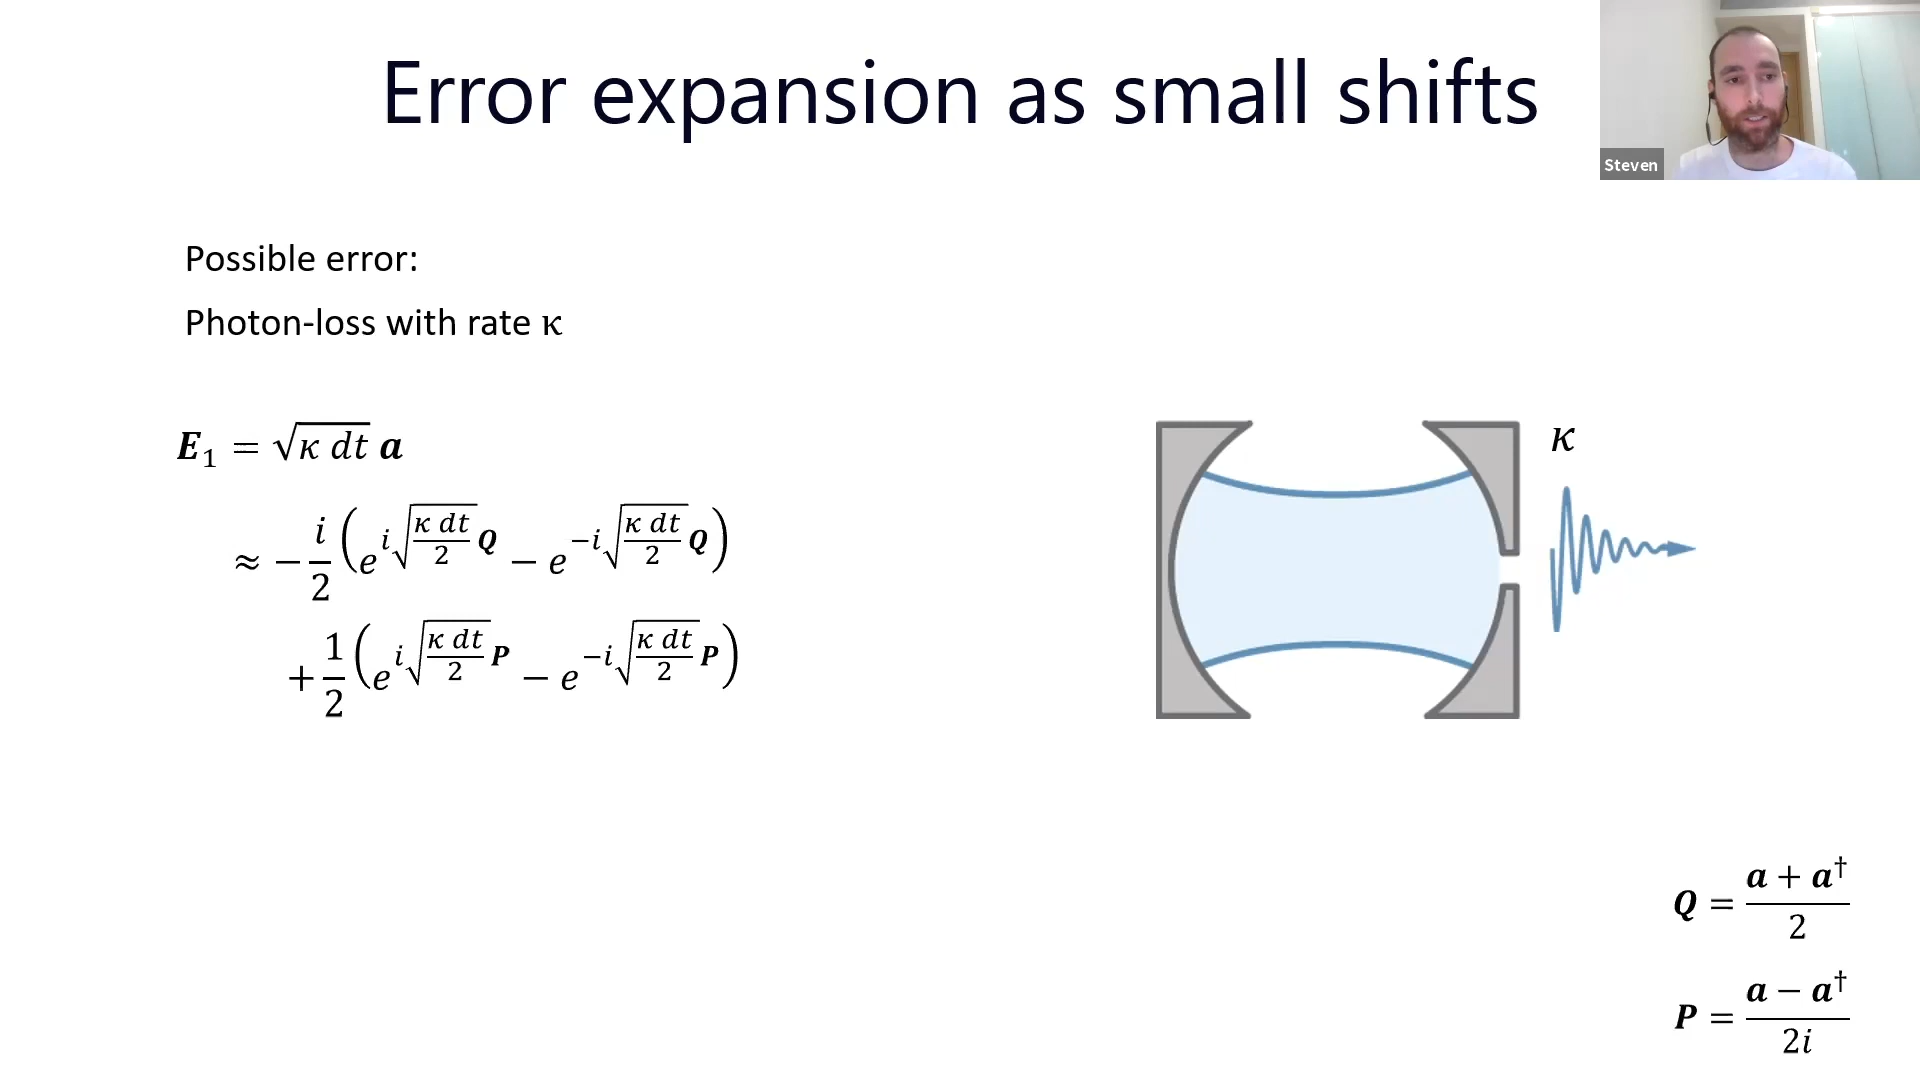 Error expansion as small shifts
Steven
Possible error:
Photon-loss with rate κ
E₁ = √(κ dt) a
≈ −i/2 (e^{i√(κ dt/2) Q} − e^{−i√(κ dt/2) Q})
+ 1/2 (e^{i√(κ dt/2) P} − e^{−i√(κ dt/2) P})
κ
Q = (a + a†)/2
P = (a − a†)/2i